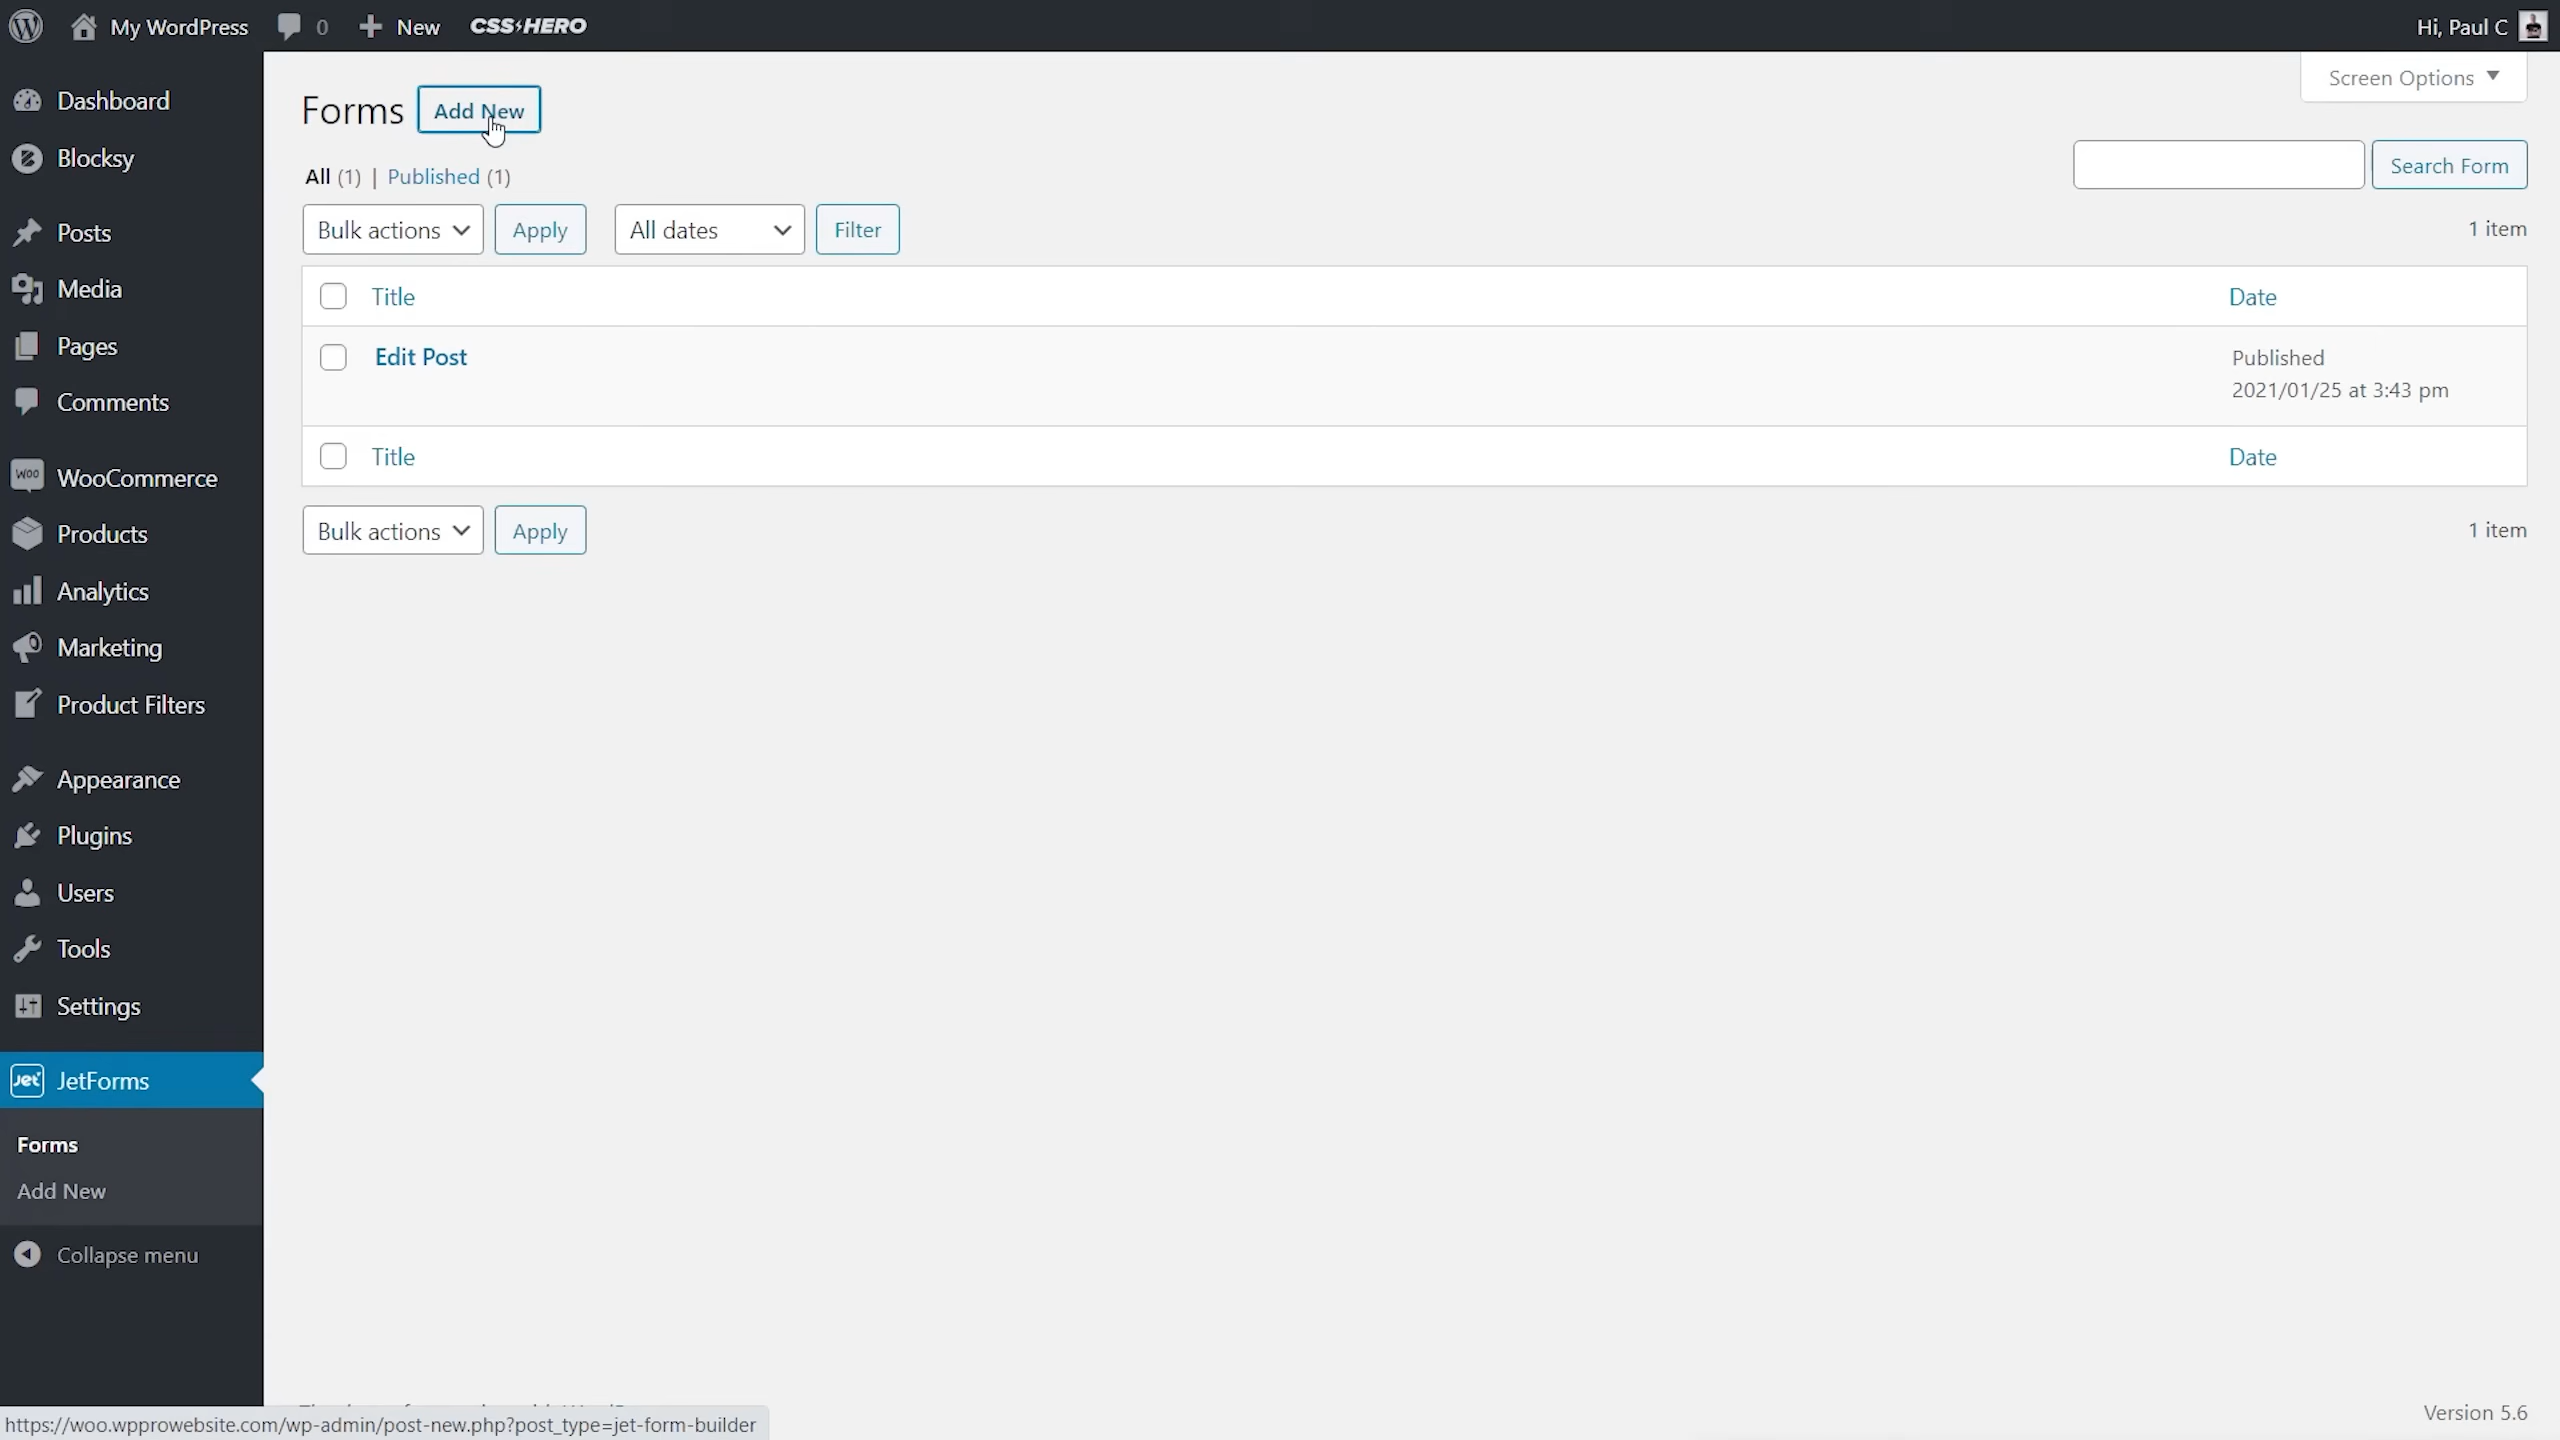 My WordPress
0
New
CSS HERO
Hi, Paul C
Dashboard
Blocksy
Posts
Media
Pages
Comments
Woo
WooCommerce
Products
Analytics
Marketing
Product Filters
Appearance
Plugins
Users
Tools
Settings
Jet
JetForms
Forms
Add New
Collapse menu
Screen Options
Forms
Add New
All (1) | Published (1)
Search Form
Bulk actions
Apply
All dates
Filter
1 item
Title
Date
Edit Post
Published
2021/01/25 at 3:43 pm
Title
Date
Bulk actions
Apply
1 item
Version 5.6
https://woo.wpprowebsite.com/wp-admin/post-new.php?post_type=jet-form-builder